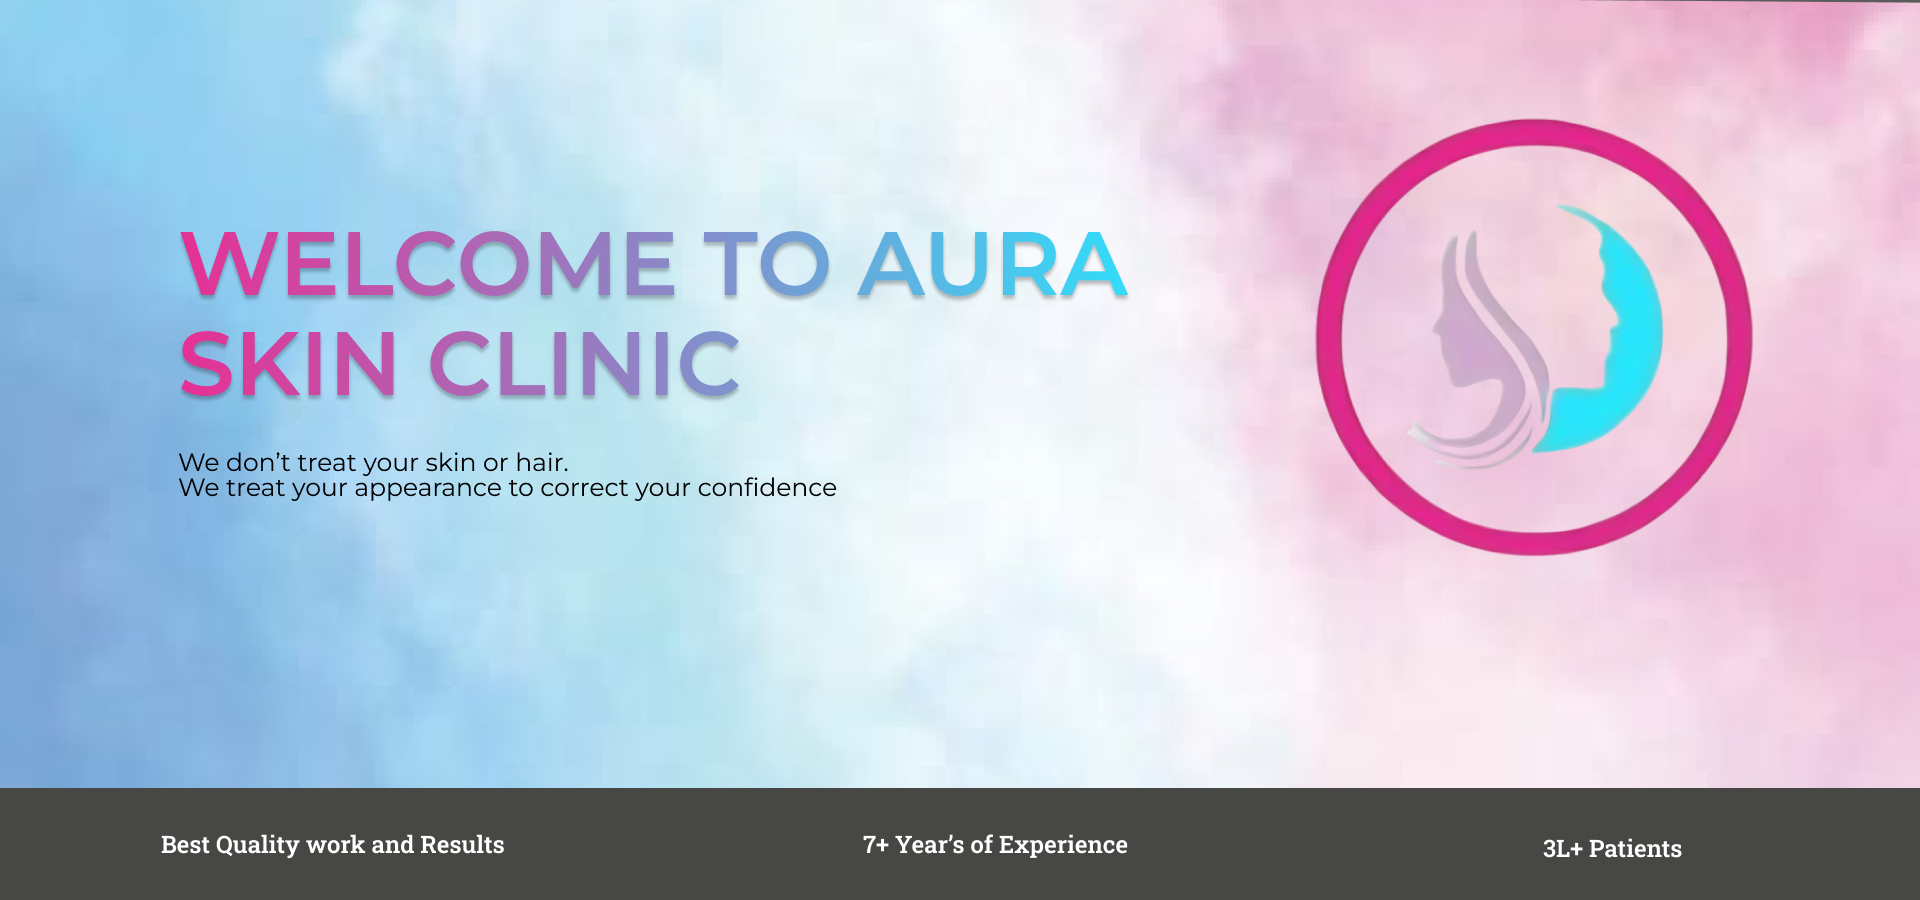 WELCOME TO AURA
SKIN CLINIC
We don’t treat your skin or hair.
We treat your appearance to correct your confidence
Best Quality work and Results
7+ Year’s of Experience
3L+ Patients